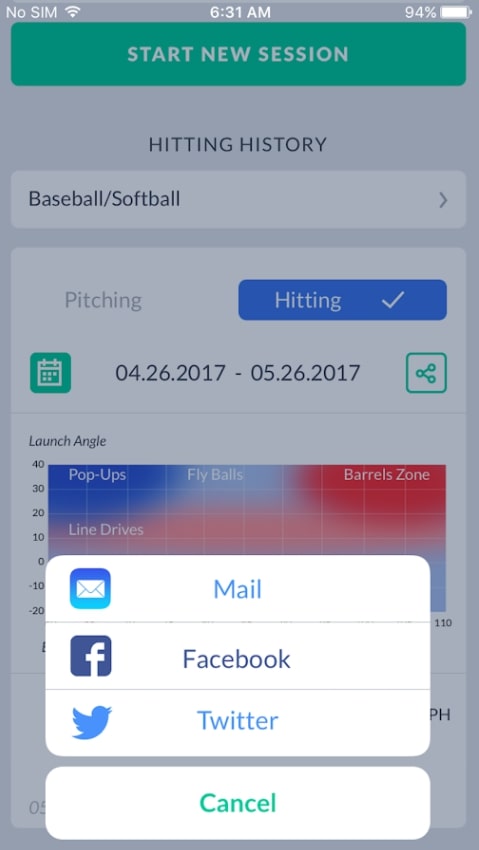 No SIM 6:31 AM 94%
START NEW SESSION
HITTING HISTORY
Baseball/Softball
Pitching Hitting
04.26.2017 - 05.26.2017
Launch Angle
40 Pop-Ups Fly Balls Barrels Zone
30
20
Line Drives
10
0
-10
-20
110
Mail
Facebook
PH
Twitter
Cancel
05